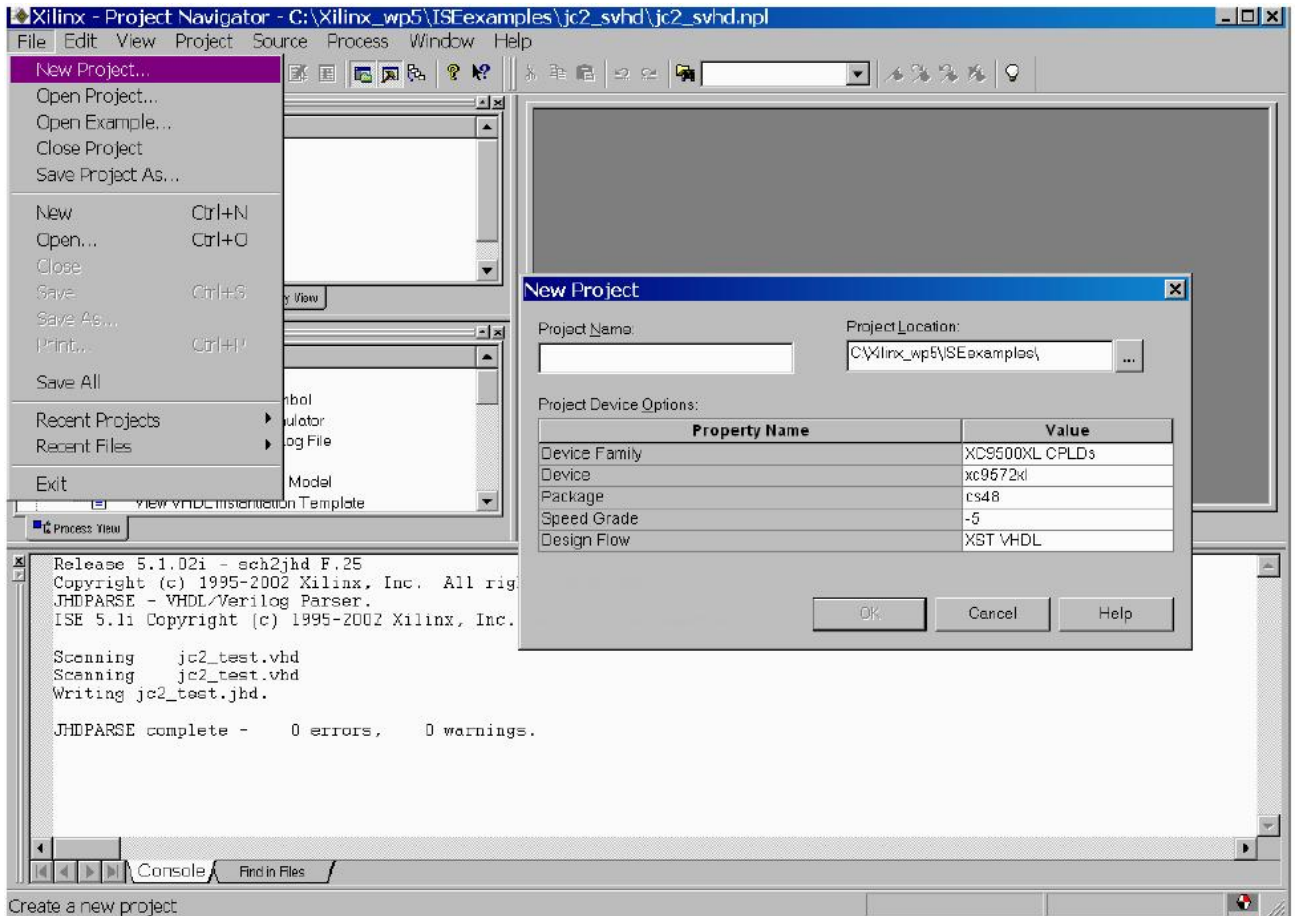 Xilinx - Project Navigator - C:\Xilinx_wp5\ISEexamples\jc2_svhd\jc2_svhd.npl
File Edit View Project Source Process Window Help
New Project...
Open Project...
Open Example...
Close Project
Save Project As...
New Ctrl+N
Open... Ctrl+O
Close
Save Ctrl+S
Save As...
Print... Ctrl+P
Save All
Recent Projects
Recent Files
Exit
View
Model
View VHDL Instantiation Template
Process View
New Project
Project Name:
Project Location:
C:\Xilinx_wp5\ISEexamples\
...
Project Device Options:
Property Name Value
Device Family XC9500XL CPLDs
Device xc9572xl
Package cs48
Speed Grade -5
Design Flow XST VHDL
OK Cancel Help
Release 5.1.02i - sch2jhd F.25
Copyright (c) 1995-2002 Xilinx, Inc. All rig
JHDPARSE - VHDL/Verilog Parser.
ISE 5.1i Copyright (c) 1995-2002 Xilinx, Inc.
Scanning jc2_test.vhd
Scanning jc2_test.vhd
Writing jc2_test.jhd.
JHDPARSE complete - 0 errors, 0 warnings.
Console Find in Files
Create a new project